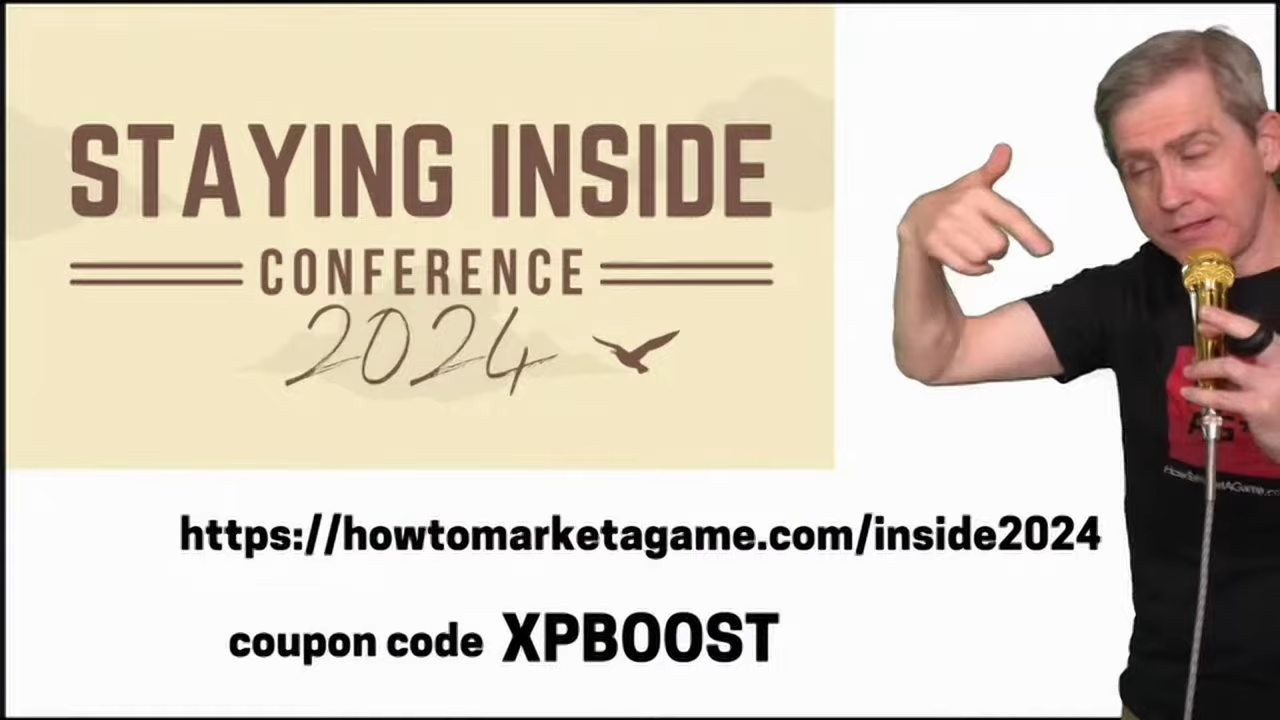 STAYING INSIDE
CONFERENCE
2024
https://howtomarketagame.com/inside2024
coupon code XPBOOST